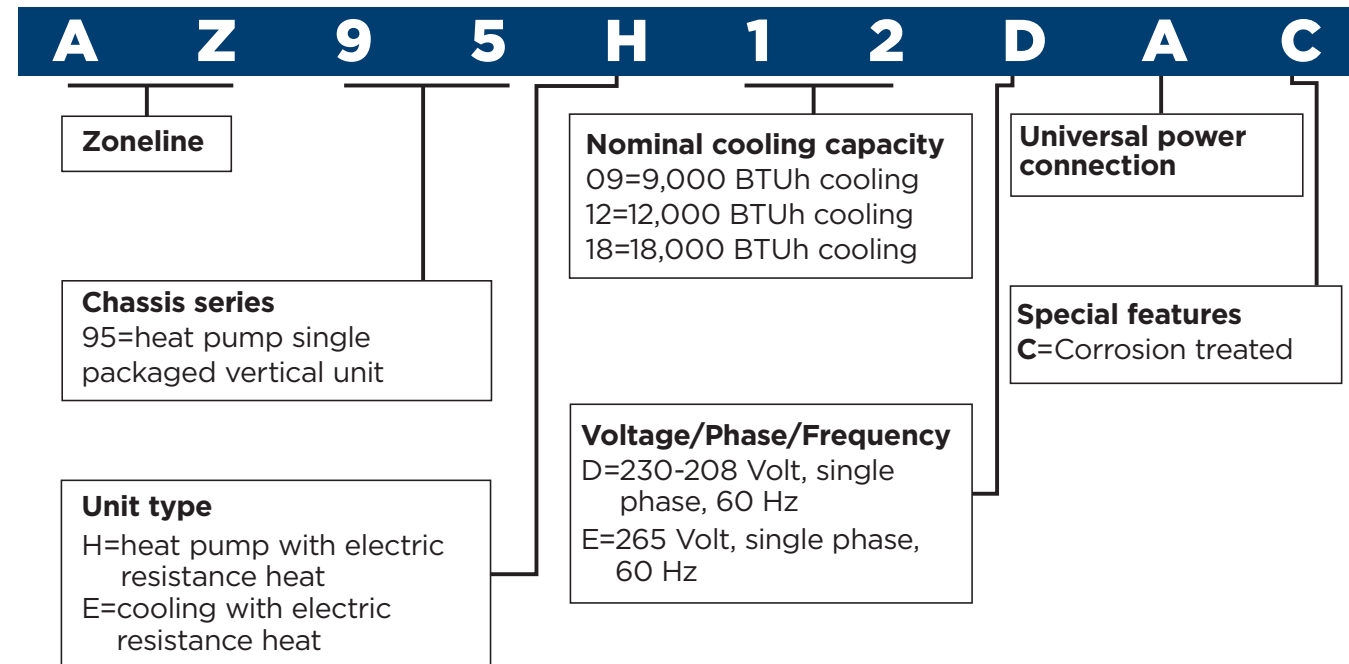 A Z 9 5 H 1 2 D A C
Zoneline
Chassis series
95=heat pump single
packaged vertical unit
Unit type
H=heat pump with electric
resistance heat
E=cooling with electric
resistance heat
Nominal cooling capacity
09=9,000 BTUh cooling
12=12,000 BTUh cooling
18=18,000 BTUh cooling
Voltage/Phase/Frequency
D=230-208 Volt, single
phase, 60 Hz
E=265 Volt, single phase,
60 Hz
Universal power
connection
Special features
C=Corrosion treated